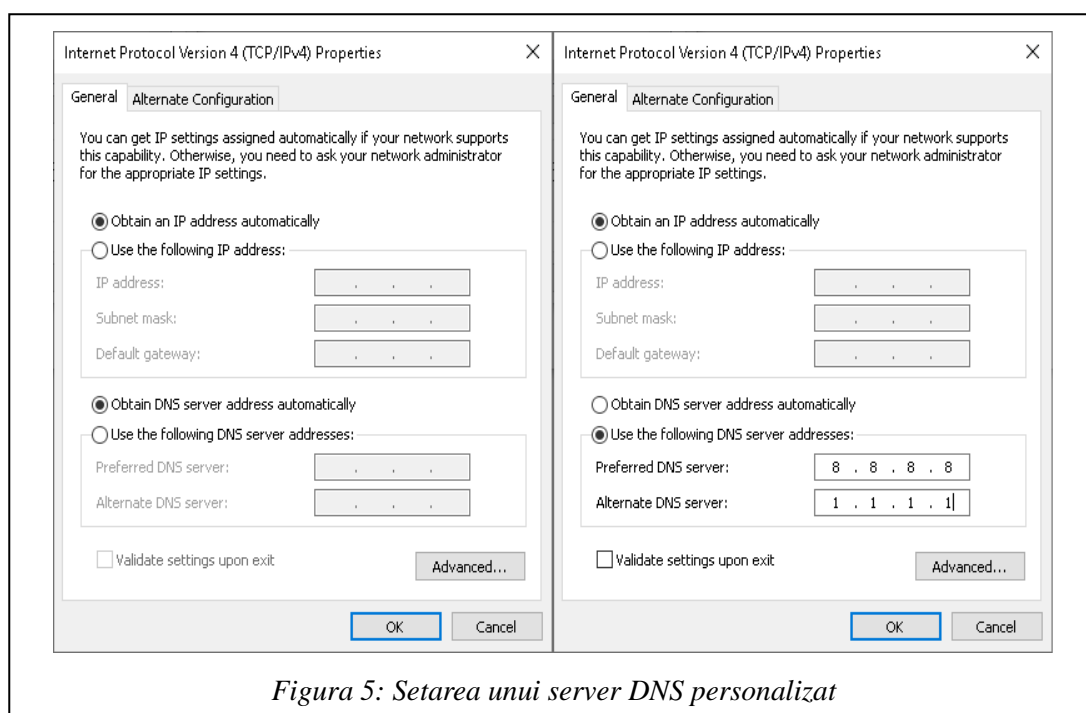 Internet Protocol Version 4 (TCP/IPv4) Properties
General
Alternate Configuration
You can get IP settings assigned automatically if your network supports
this capability. Otherwise, you need to ask your network administrator
for the appropriate IP settings.
Obtain an IP address automatically
Use the following IP address:
IP address:
. . .
Subnet mask:
. . .
Default gateway:
. . .
Obtain DNS server address automatically
Use the following DNS server addresses:
Preferred DNS server:
. . .
Alternate DNS server:
. . .
Validate settings upon exit
Advanced...
OK
Cancel
Internet Protocol Version 4 (TCP/IPv4) Properties
General
Alternate Configuration
You can get IP settings assigned automatically if your network supports
this capability. Otherwise, you need to ask your network administrator
for the appropriate IP settings.
Obtain an IP address automatically
Use the following IP address:
IP address:
. . .
Subnet mask:
. . .
Default gateway:
. . .
Obtain DNS server address automatically
Use the following DNS server addresses:
Preferred DNS server:
8 . 8 . 8 . 8
Alternate DNS server:
1 . 1 . 1 . 1
Validate settings upon exit
Advanced...
OK
Cancel
Figura 5: Setarea unui server DNS personalizat